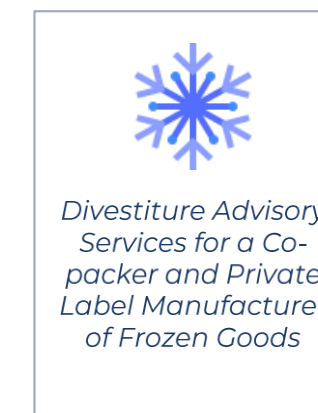 Divestiture Advisory
Services for a Co-
packer and Private
Label Manufacture
of Frozen Goods